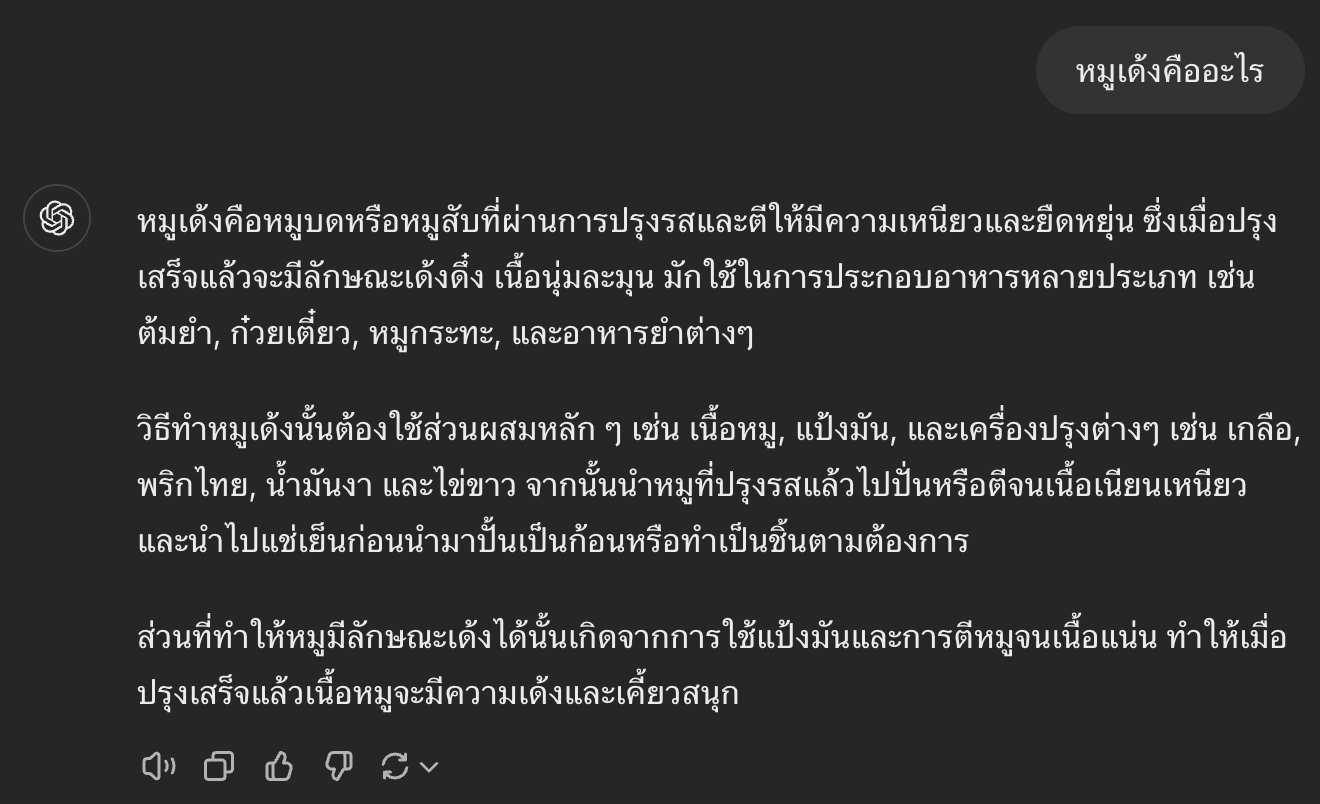 หมูเด้งคืออะไร
หมูเด้งคือหมูบดหรือหมูสับที่ผ่านการปรุงรสและตีให้มีความเหนียวและยืดหยุ่น ซึ่งเมื่อปรุง
เสร็จแล้วจะมีลักษณะเด้งดึ๋ง เนื้อนุ่มละมุน มักใช้ในการประกอบอาหารหลายประเภท เช่น
ต้มยำ, ก๋วยเตี๋ยว, หมูกระทะ, และอาหารยำต่างๆ
วิธีทำหมูเด้งนั้นต้องใช้ส่วนผสมหลัก ๆ เช่น เนื้อหมู, แป้งมัน, และเครื่องปรุงต่างๆ เช่น เกลือ,
พริกไทย, น้ำมันงา และไข่ขาว จากนั้นนำหมูที่ปรุงรสแล้วไปปั่นหรือตีจนเนื้อเนียนเหนียว
และนำไปแช่เย็นก่อนนำมาปั้นเป็นก้อนหรือทำเป็นชิ้นตามต้องการ
ส่วนที่ทำให้หมูมีลักษณะเด้งได้นั้นเกิดจากการใช้แป้งมันและการตีหมูจนเนื้อแน่น ทำให้เมื่อ
ปรุงเสร็จแล้วเนื้อหมูจะมีความเด้งและเคี้ยวสนุก